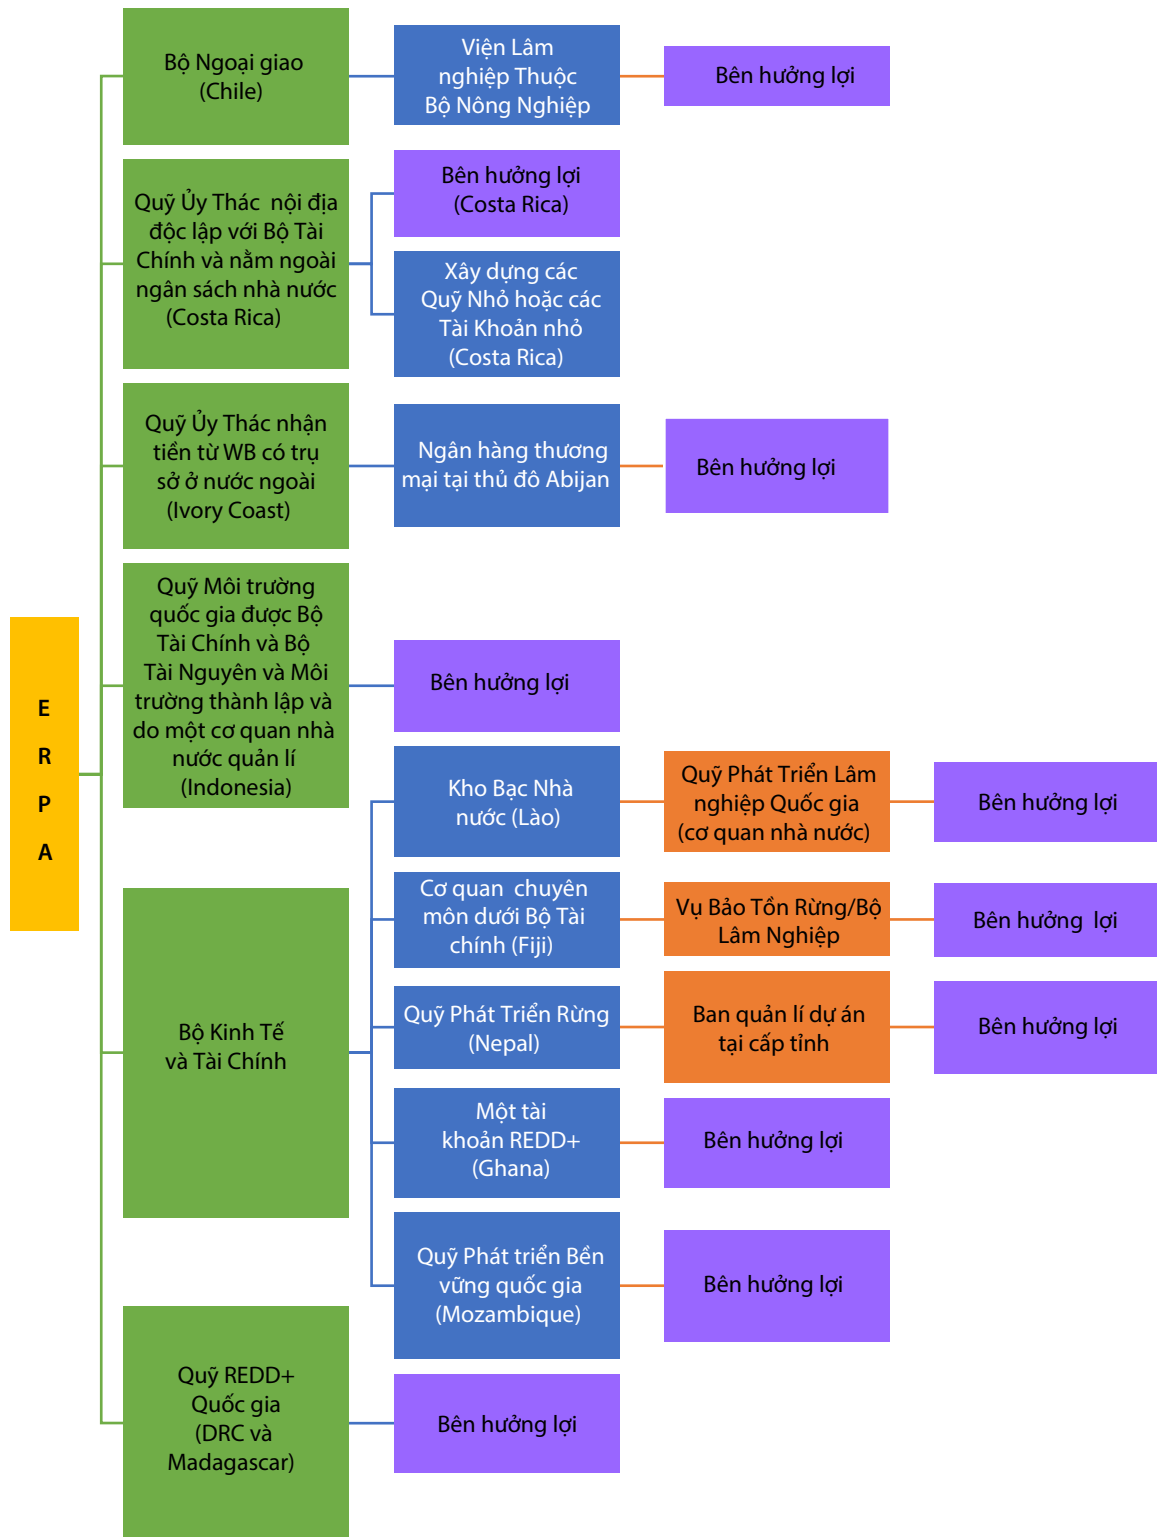 Bộ Ngoại giao
(Chile)
Viện Lâm
nghiệp Thuộc
Bộ Nông Nghiệp
Bên hưởng lợi
Quỹ Ủy Thác nội địa
độc lập với Bộ Tài
Chính và nằm ngoài
ngân sách nhà nước
(Costa Rica)
Bên hưởng lợi
(Costa Rica)
Xây dựng các
Quỹ Nhỏ hoặc các
Tài Khoản nhỏ
(Costa Rica)
Quỹ Ủy Thác nhận
tiền từ WB có trụ
sở ở nước ngoài
(Ivory Coast)
Ngân hàng thương
mại tại thủ đô Abijan
Bên hưởng lợi
Quỹ Môi trường
quốc gia được Bộ
Tài Chính và Bộ
Tài Nguyên và Môi
trường thành lập và
do một cơ quan nhà
nước quản lí
(Indonesia)
Bên hưởng lợi
E
R
P
A
Kho Bạc Nhà
nước (Lào)
Quỹ Phát Triển Lâm
nghiệp Quốc gia
(cơ quan nhà nước)
Bên hưởng lợi
Cơ quan chuyên
môn dưới Bộ Tài
chính (Fiji)
Vụ Bảo Tồn Rừng/Bộ
Lâm Nghiệp
Bên hưởng lợi
Bộ Kinh Tế
và Tài Chính
Quỹ Phát Triển Rừng
(Nepal)
Ban quản lí dự án
tại cấp tỉnh
Bên hưởng lợi
Một tài
khoản REDD+
(Ghana)
Bên hưởng lợi
Quỹ Phát triển Bền
vững quốc gia
(Mozambique)
Bên hưởng lợi
Quỹ REDD+
Quốc gia
(DRC và
Madagascar)
Bên hưởng lợi